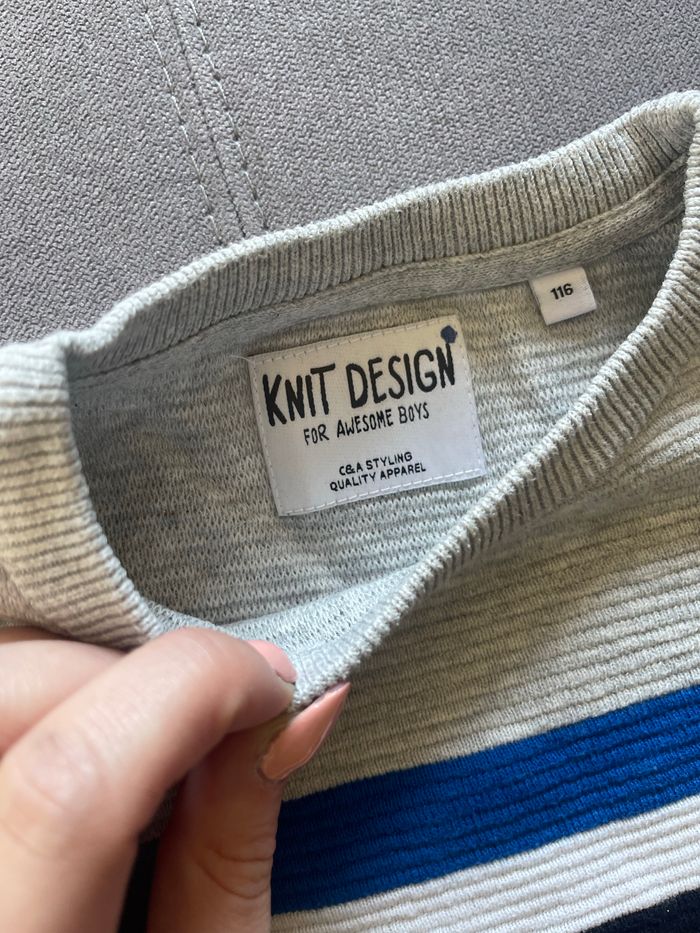 116
KNIT DESIGN
FOR AWESOME BOYS
C&A STYLING
QUALITY APPAREL